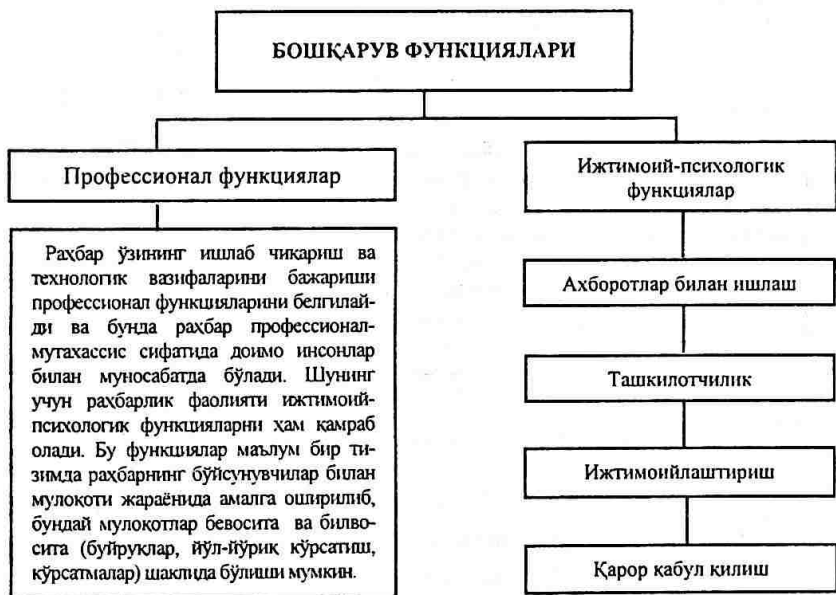 БОШҚАРУВ ФУНКЦИЯЛАРИ
Профессионал функциялар
Раҳбар ўзининг ишлаб чиқариш ва
технологик вазифаларини бажариши
профессионал функцияларини белгилай-
ди ва бунда раҳбар профессионал-
мутахассис сифатида доимо инсонлар
билан муносабатда бўлади. Шунинг
учун раҳбарлик фаолияти ижтимоий-
психологик функцияларни ҳам қамраб
олади. Бу функциялар маълум бир ти-
зимда раҳбарнинг бўйсунувчилар билан
мулоқоти жараёнида амалга оширилиб,
бундай мулоқотлар бевосита ва билво-
сита (буйруқлар, йўл-йўриқ кўрсатиш,
кўрсатмалар) шаклида бўлиши мумкин.
Ижтимоий-психологик
функциялар
Ахборотлар билан ишлаш
Ташкилотчилик
Ижтимоийлаштириш
Қарор қабул қилиш